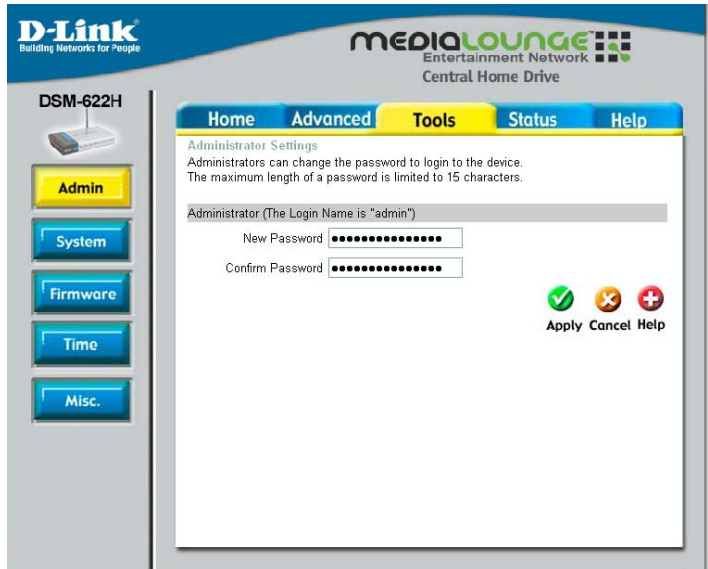 D-Link
Building Networks for People
MEDIALOUNGE
Entertainment Network
Central Home Drive
DSM-622H
Home Advanced Tools Status Help
Admin
System
Firmware
Time
Misc.
Administrator Settings
Administrators can change the password to login to the device.
The maximum length of a password is limited to 15 characters.
Administrator (The Login Name is "admin")
New Password •••••••••••••••
Confirm Password •••••••••••••••
Apply Cancel Help